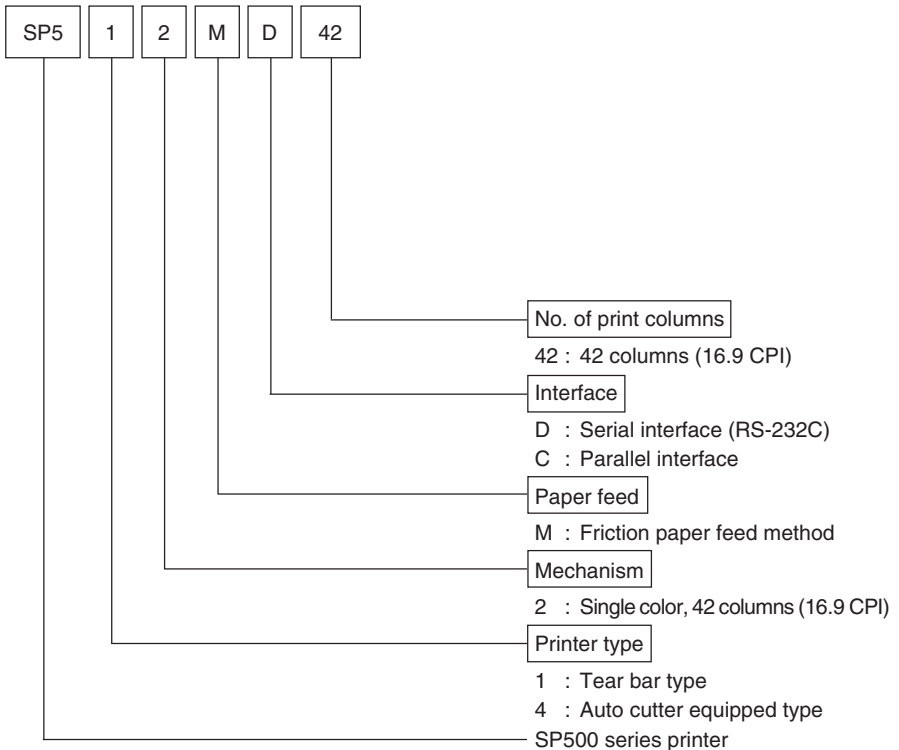 SP5 1 2 M D 42
No. of print columns
42 : 42 columns (16.9 CPI)
Interface
D : Serial interface (RS-232C)
C : Parallel interface
Paper feed
M : Friction paper feed method
Mechanism
2 : Single color, 42 columns (16.9 CPI)
Printer type
1 : Tear bar type
4 : Auto cutter equipped type
SP500 series printer